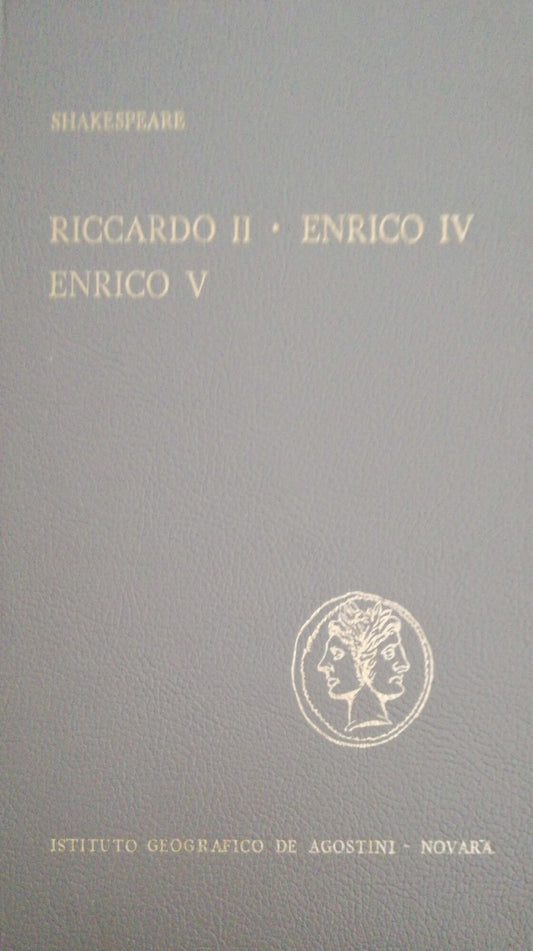 SHAKESPEARE
RICCARDO II · ENRICO IV
ENRICO V
ISTITUTO GEOGRAFICO DE AGOSTINI - NOVARA